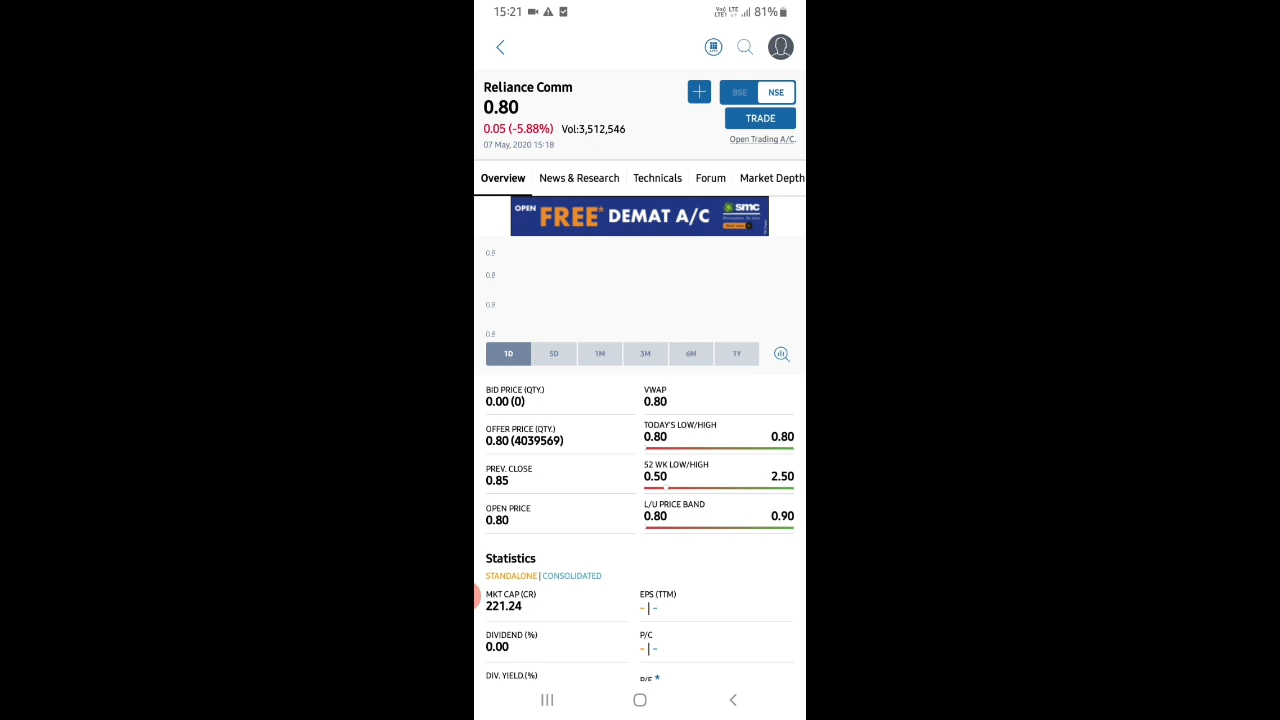 15:21
Vo) LTE
LTE1
81%
Reliance Comm
0.80
0.05 (-5.88%) Vol:3,512,546
07 May, 2020 15:18
BSE NSE
TRADE
Open Trading A/C.
Overview News & Research Technicals Forum Market Depth
OPEN FREE* DEMAT A/C smc
0.8
0.8
0.8
0.8
1D 5D 1M 3M 6M 1Y
BID PRICE (QTY.)
0.00 (0)
VWAP
0.80
OFFER PRICE (QTY.)
0.80 (4039569)
TODAY'S LOW/HIGH
0.80 0.80
PREV. CLOSE
0.85
52 WK LOW/HIGH
0.50 2.50
OPEN PRICE
0.80
L/U PRICE BAND
0.80 0.90
Statistics
STANDALONE | CONSOLIDATED
MKT CAP (CR)
221.24
EPS (TTM)
- | -
DIVIDEND (%)
0.00
P/C
- | -
DIV. YIELD.(%)
P/E *